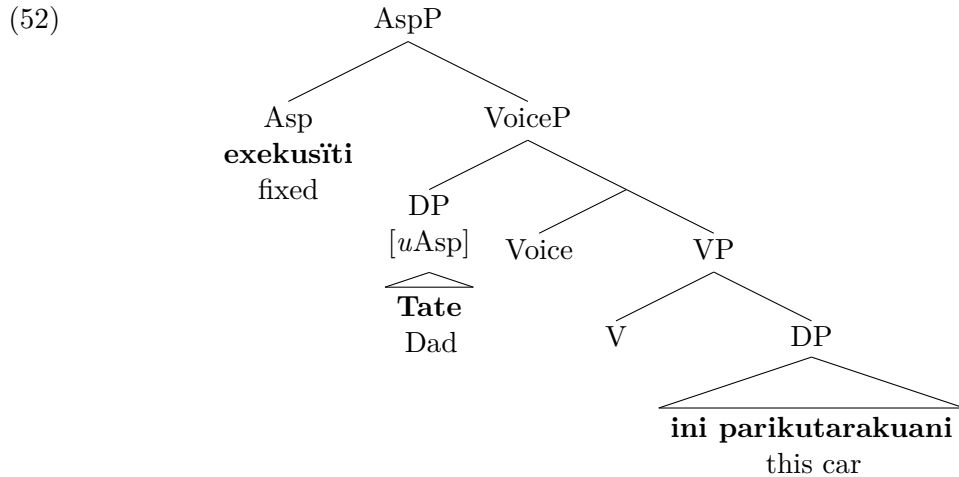 (52)
AspP
Asp VoiceP
exekusïti
fixed
DP
[uAsp] Voice VP
Tate
Dad
V DP
ini parikutarakuani
this car